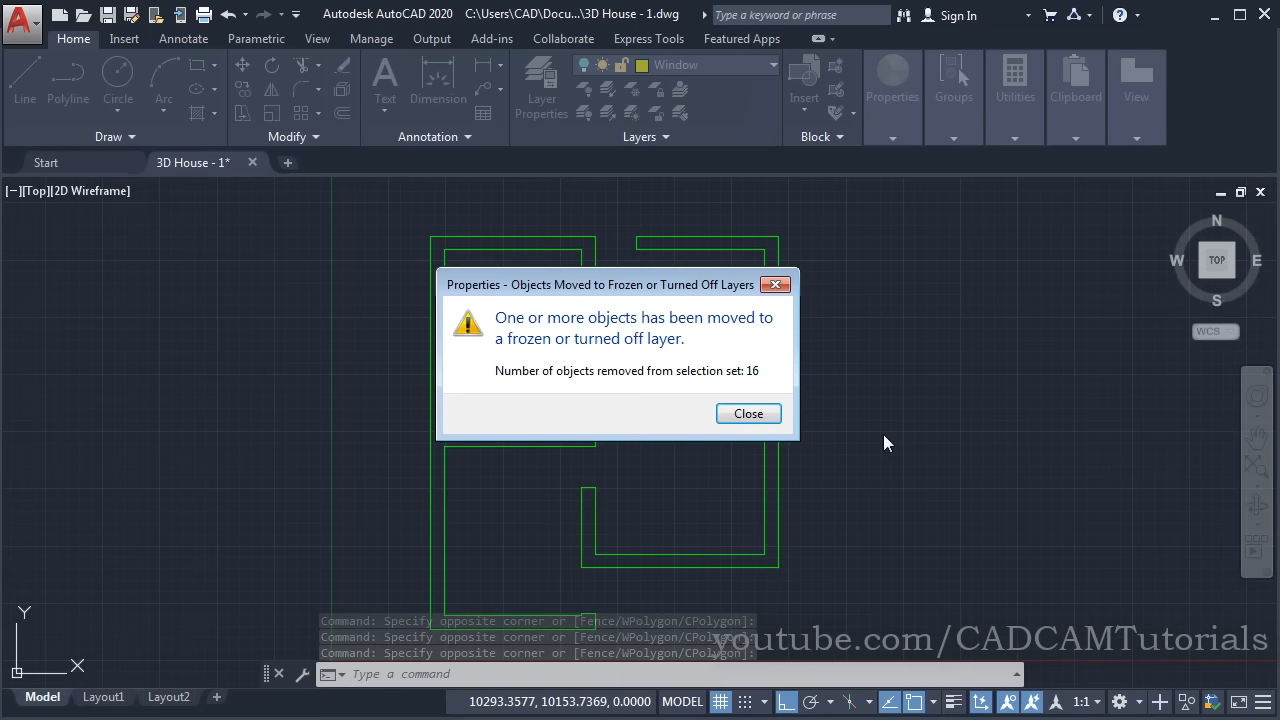 Autodesk AutoCAD 2020 C:\Users\CAD\Docu...\3D House - 1.dwg Type a keyword or phrase Sign In
Home Insert Annotate Parametric View Manage Output Add-ins Collaborate Express Tools Featured Apps
Window
Line Polyline Circle Arc Text Dimension Layer Properties Insert Properties Groups Utilities Clipboard View
Draw Modify Annotation Layers Block
Start 3D House - 1*
[−][Top][2D Wireframe]
N
W TOP E
S
WCS
Properties - Objects Moved to Frozen or Turned Off Layers
One or more objects has been moved to
a frozen or turned off layer.
Number of objects removed from selection set: 16
Close
Y
X
Command: Specify opposite corner or [Fence/WPolygon/CPolygon]:
Command: Specify opposite corner or [Fence/WPolygon/CPolygon]:
Command: Specify opposite corner or [Fence/WPolygon/CPolygon]:
youtube.com/CADCAMTutorials
Type a command
Model Layout1 Layout2 10293.3577, 10153.7369, 0.0000 MODEL 1:1